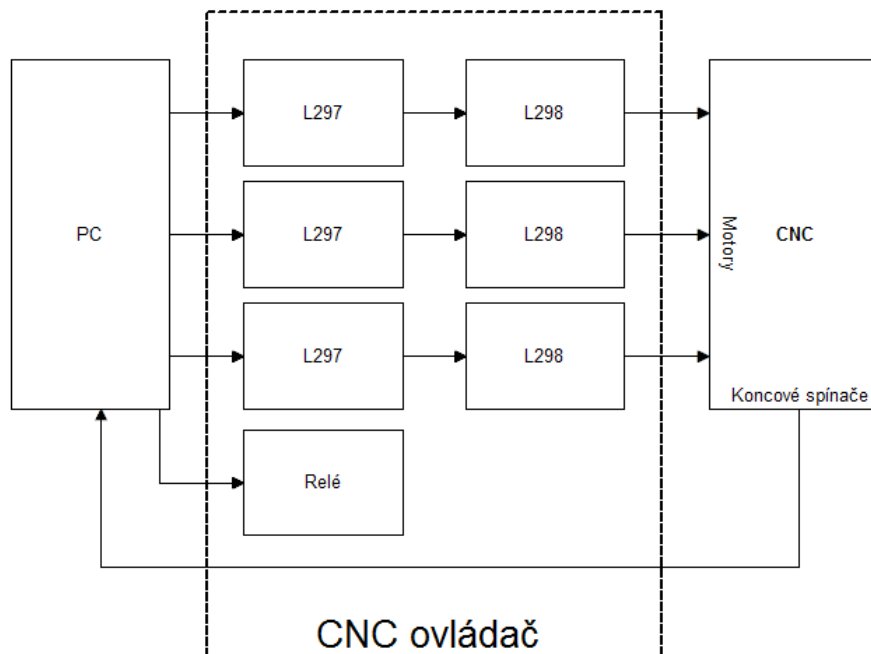 L297
L298
PC
L297
L298
Motory
CNC
L297
L298
Koncové spínače
Relé
CNC ovládač